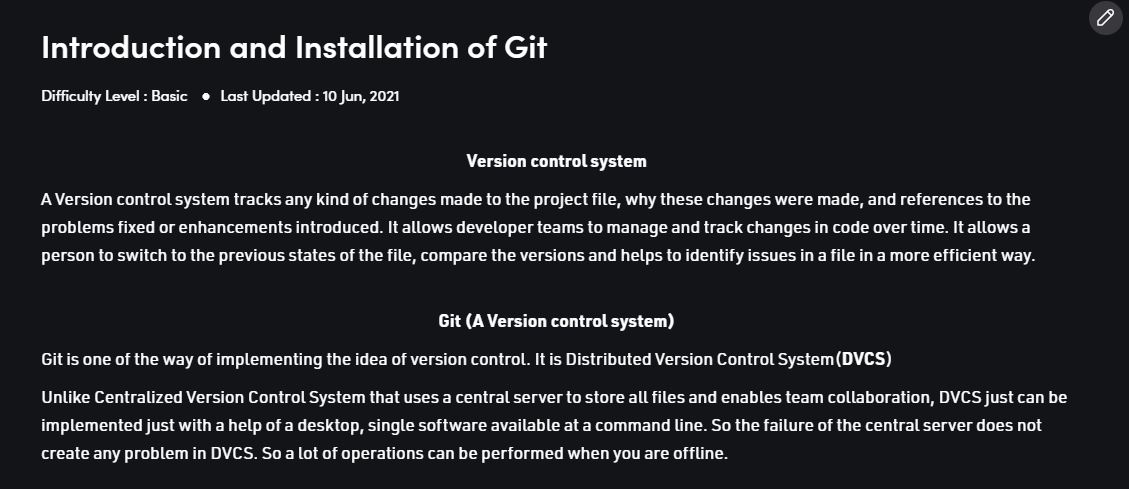 Introduction and Installation of Git
Difficulty Level : Basic ● Last Updated : 10 Jun, 2021
Version control system
A Version control system tracks any kind of changes made to the project file, why these changes were made, and references to the
problems fixed or enhancements introduced. It allows developer teams to manage and track changes in code over time. It allows a
person to switch to the previous states of the file, compare the versions and helps to identify issues in a file in a more efficient way.
Git (A Version control system)
Git is one of the way of implementing the idea of version control. It is Distributed Version Control System(DVCS)
Unlike Centralized Version Control System that uses a central server to store all files and enables team collaboration, DVCS just can be
implemented just with a help of a desktop, single software available at a command line. So the failure of the central server does not
create any problem in DVCS. So a lot of operations can be performed when you are offline.